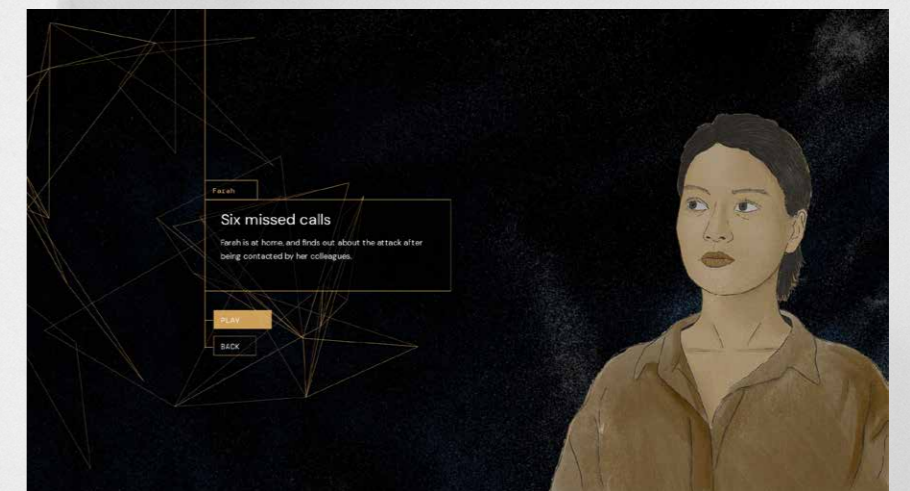 Farah
Six missed calls
Farah is at home, and finds out about the attack after
being contacted by her colleagues.
PLAY
BACK